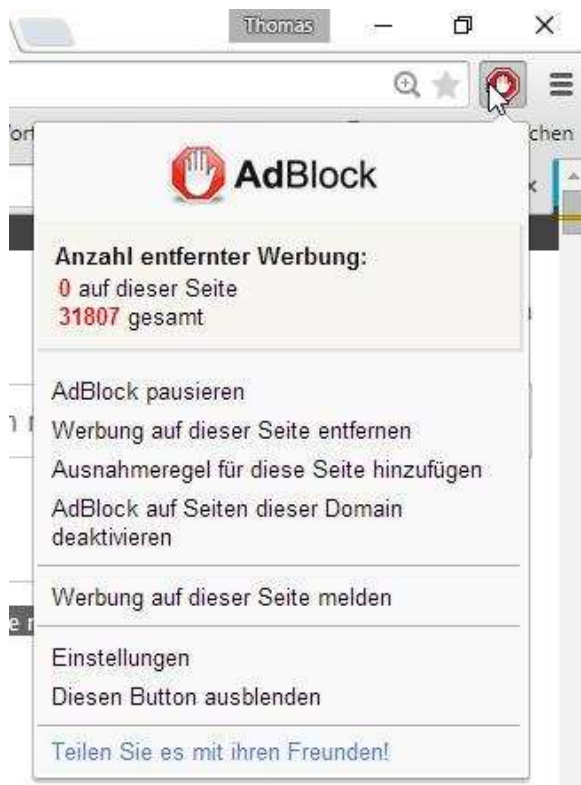 Thomas
chen
AdBlock
Anzahl entfernter Werbung:
0 auf dieser Seite
31807 gesamt
AdBlock pausieren
Werbung auf dieser Seite entfernen
Ausnahmeregel für diese Seite hinzufügen
AdBlock auf Seiten dieser Domain
deaktivieren
Werbung auf dieser Seite melden
Einstellungen
Diesen Button ausblenden
Teilen Sie es mit ihren Freunden!